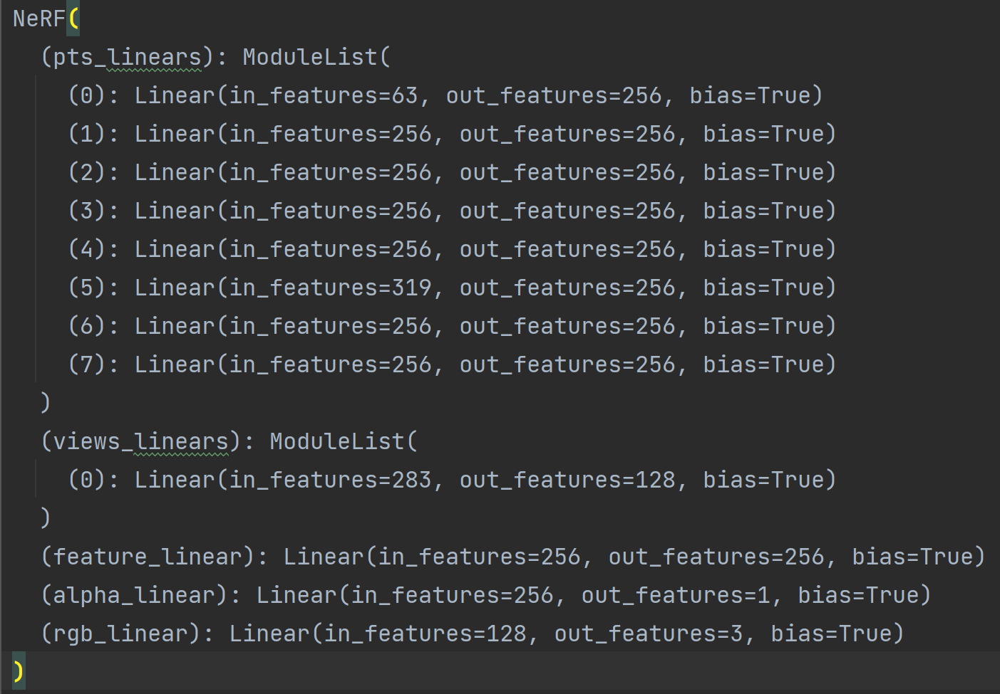 NeRF(
  (pts_linears): ModuleList(
    (0): Linear(in_features=63, out_features=256, bias=True)
    (1): Linear(in_features=256, out_features=256, bias=True)
    (2): Linear(in_features=256, out_features=256, bias=True)
    (3): Linear(in_features=256, out_features=256, bias=True)
    (4): Linear(in_features=256, out_features=256, bias=True)
    (5): Linear(in_features=319, out_features=256, bias=True)
    (6): Linear(in_features=256, out_features=256, bias=True)
    (7): Linear(in_features=256, out_features=256, bias=True)
  )
  (views_linears): ModuleList(
    (0): Linear(in_features=283, out_features=128, bias=True)
  )
  (feature_linear): Linear(in_features=256, out_features=256, bias=True)
  (alpha_linear): Linear(in_features=256, out_features=1, bias=True)
  (rgb_linear): Linear(in_features=128, out_features=3, bias=True)
)